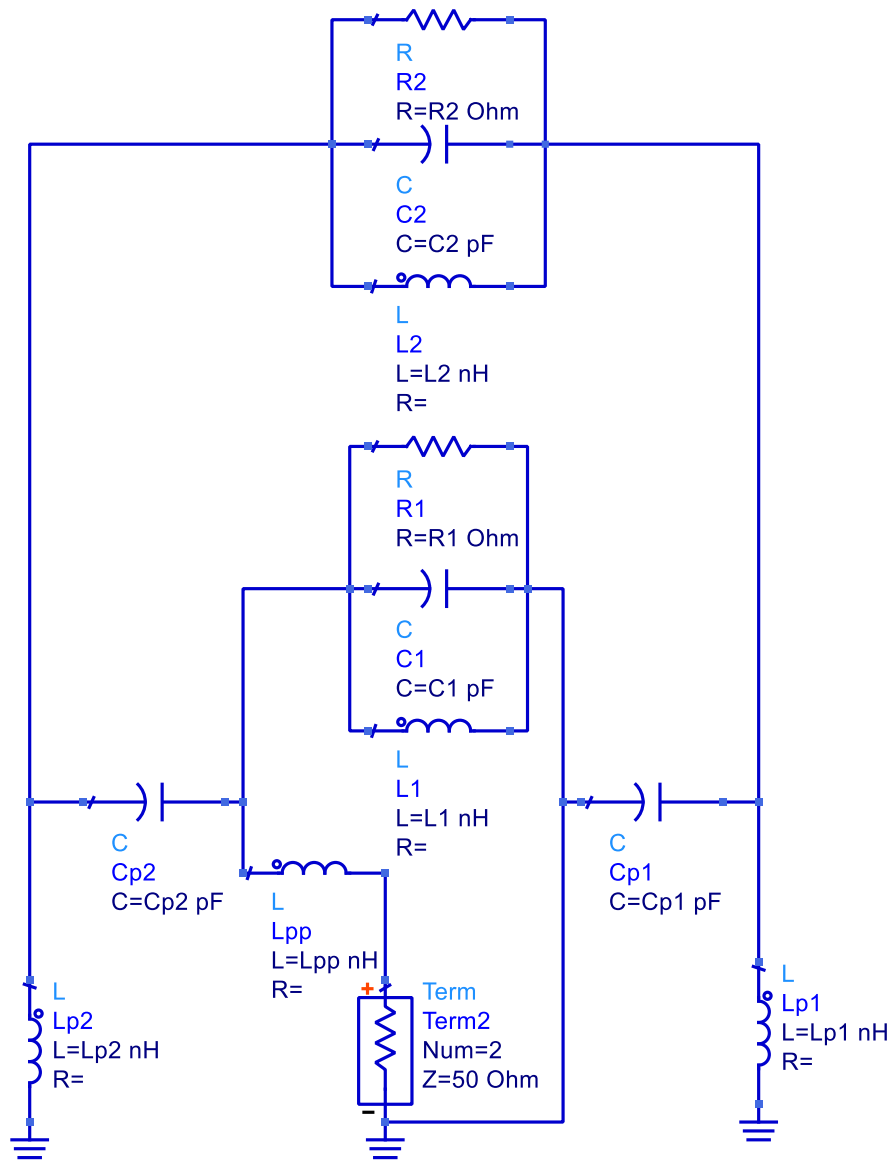 R
R2
R=R2 Ohm
C
C2
C=C2 pF
L
L2
L=L2 nH
R=
R
R1
R=R1 Ohm
C
C1
C=C1 pF
L
L1
L=L1 nH
R=
C
Cp2
C=Cp2 pF
C
Cp1
C=Cp1 pF
L
Lpp
L=Lpp nH
R=
L
Lp2
L=Lp2 nH
R=
+
Term
Term2
Num=2
Z=50 Ohm
−
L
Lp1
L=Lp1 nH
R=